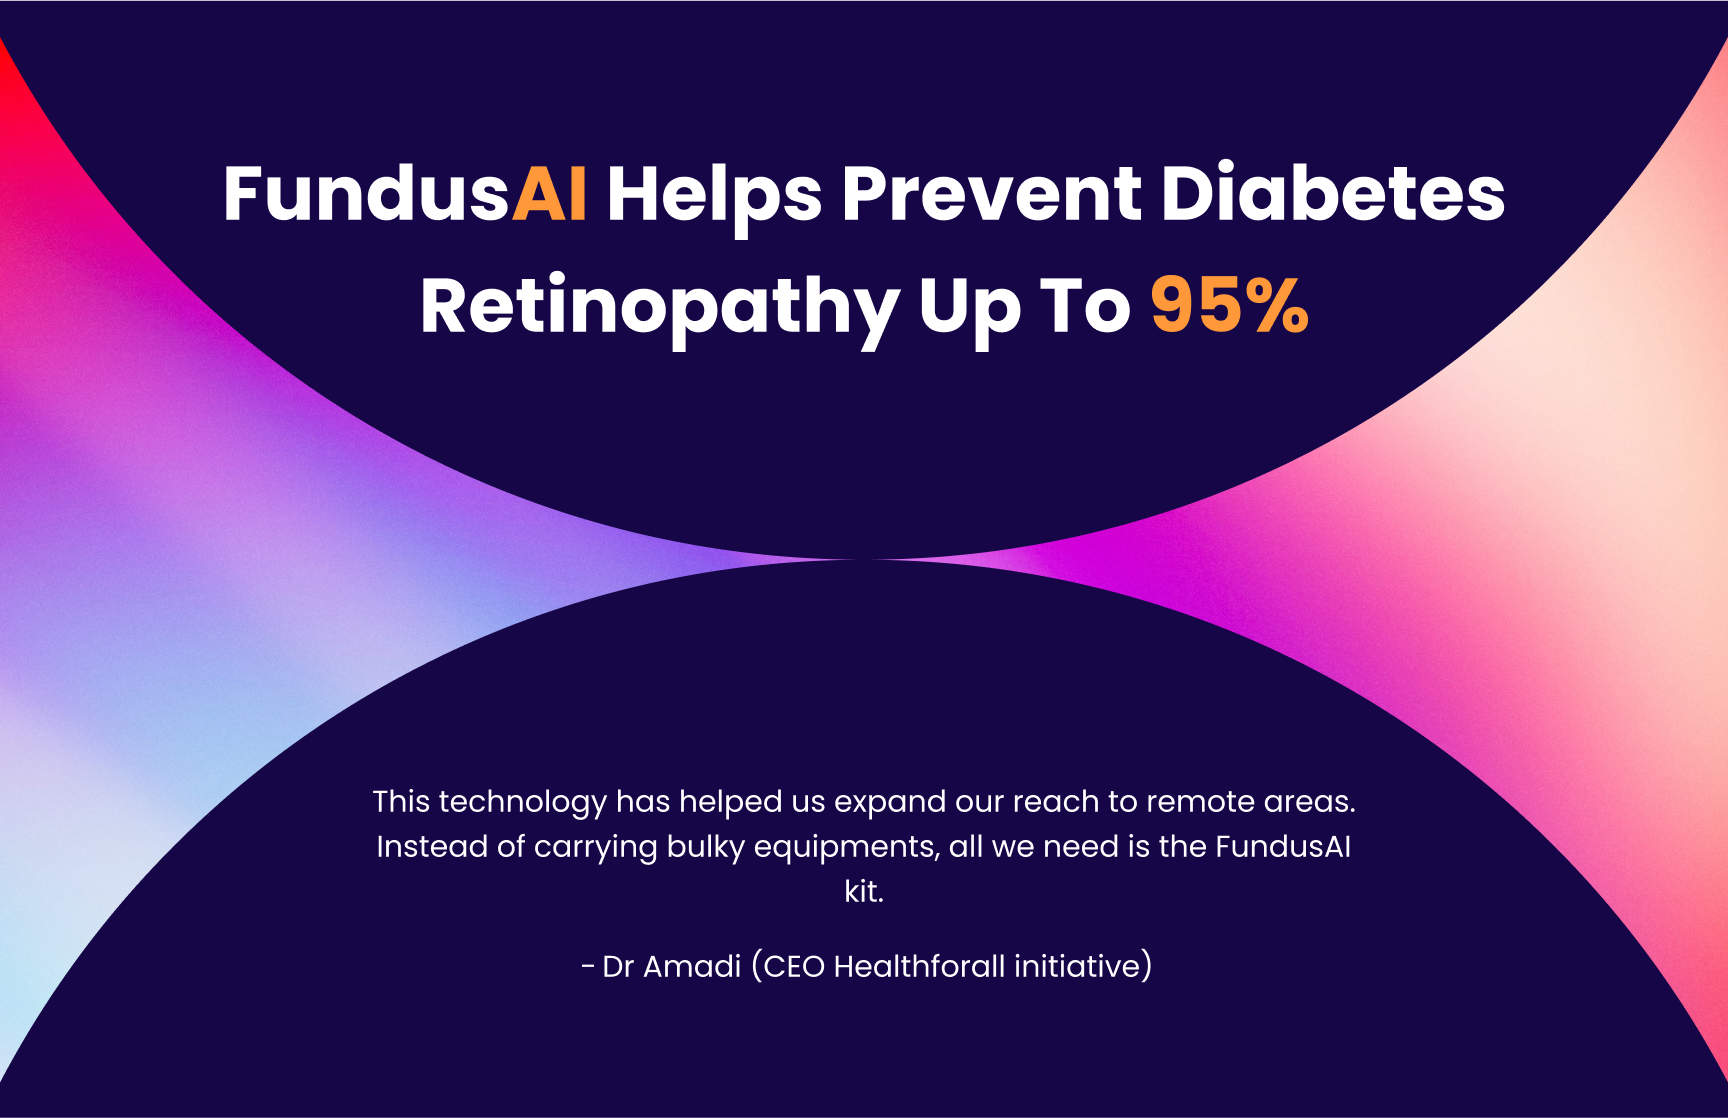 FundusAI Helps Prevent Diabetes
Retinopathy Up To 95%
This technology has helped us expand our reach to remote areas.
Instead of carrying bulky equipments, all we need is the FundusAI
kit.
- Dr Amadi (CEO Healthforall initiative)